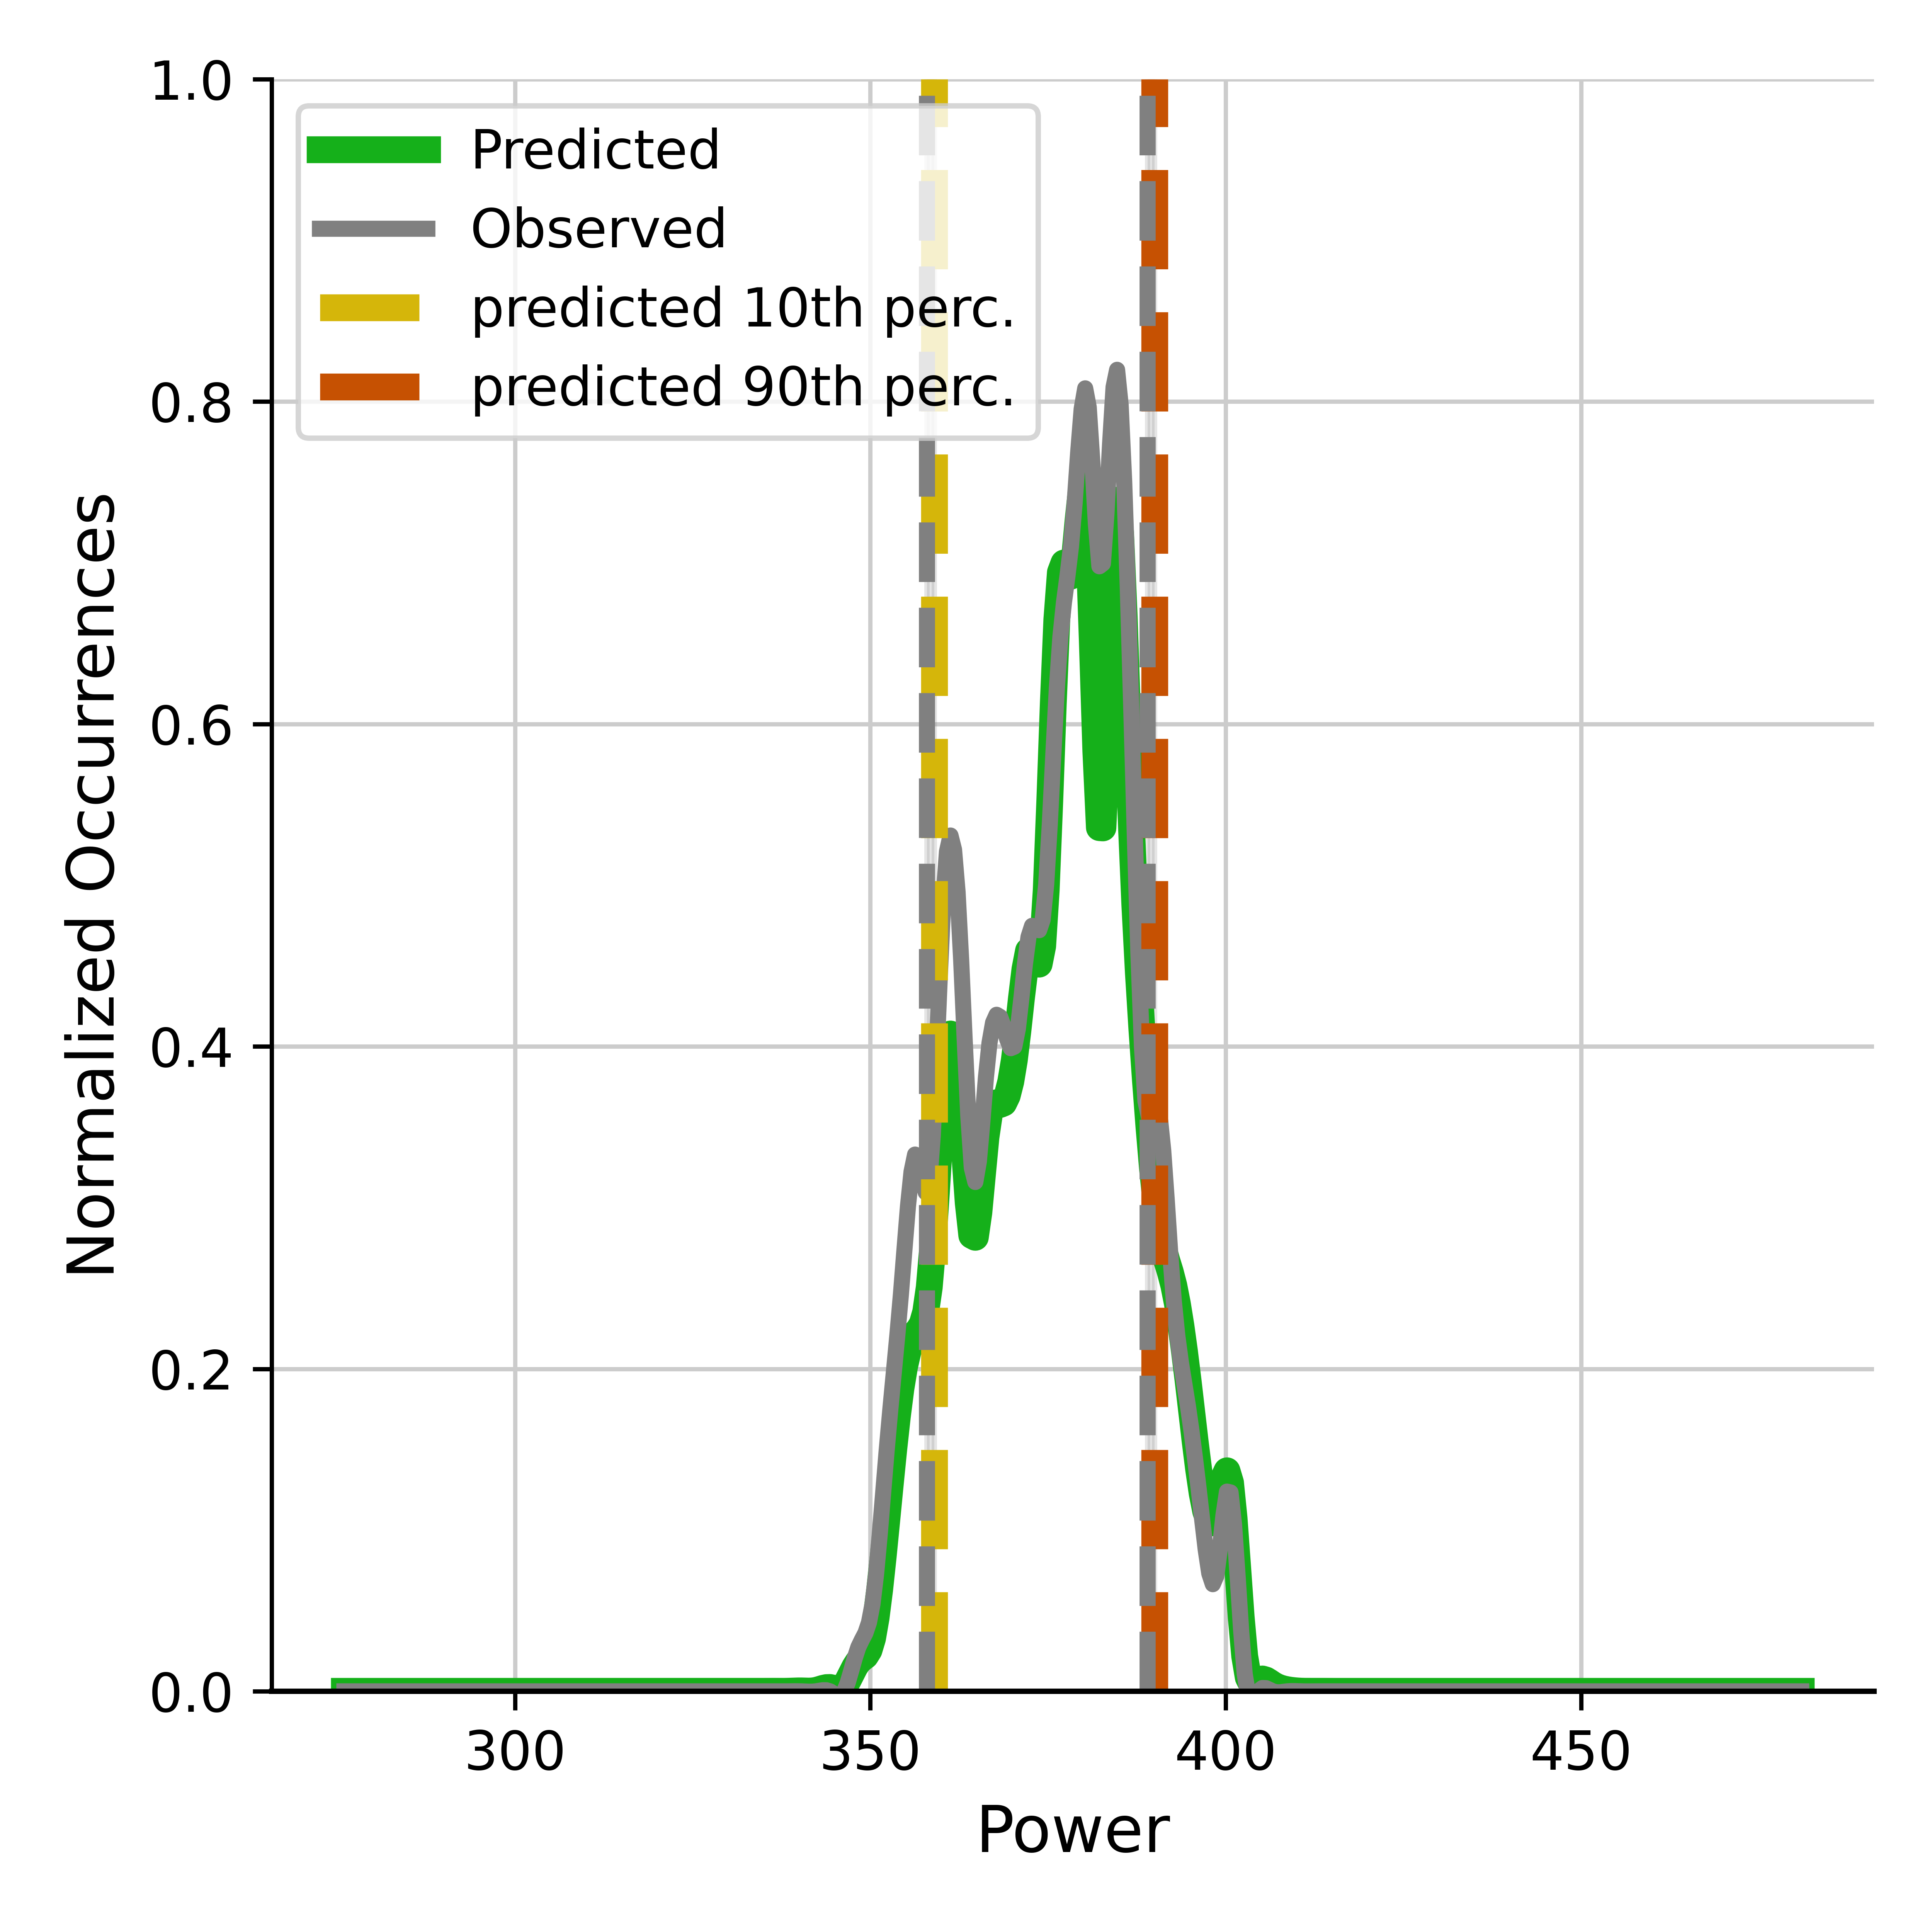 1.0
0.8
0.6
0.4
0.2
0.0
Normalized Occurrences
Predicted
Observed
predicted 10th perc.
predicted 90th perc.
300 350 400 450
Power